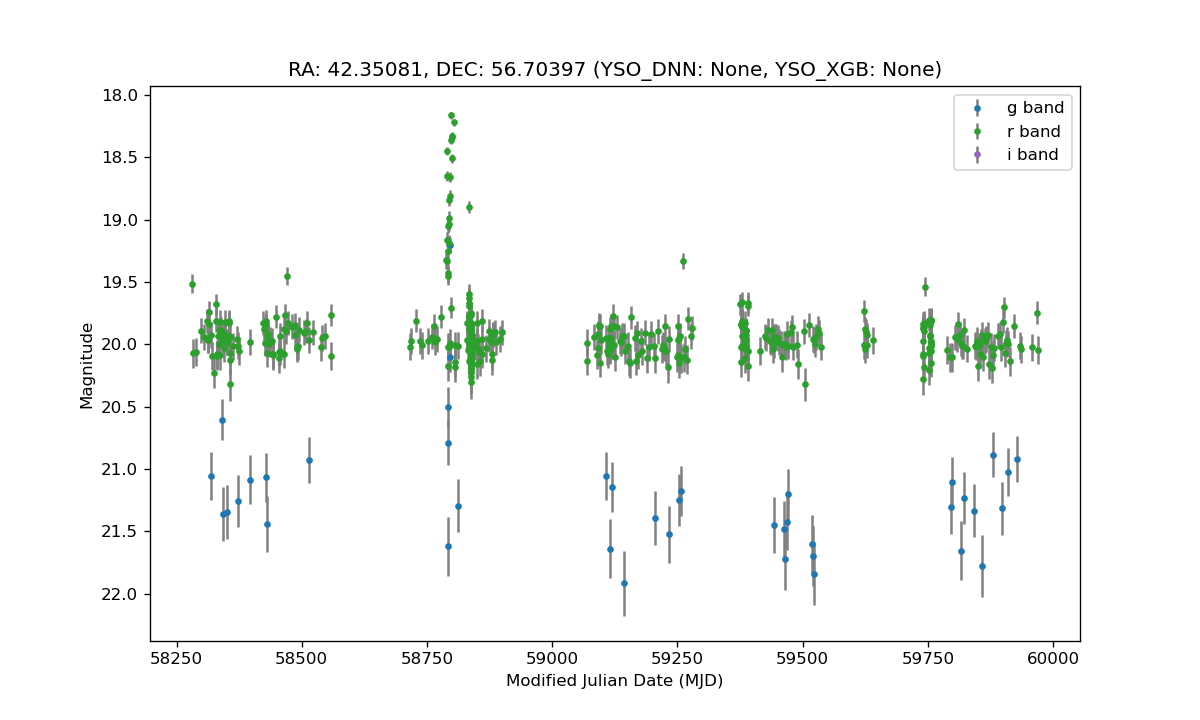 RA: 42.35081, DEC: 56.70397 (YSO_DNN: None, YSO_XGB: None)
g band
r band
i band
Magnitude
18.0
18.5
19.0
19.5
20.0
20.5
21.0
21.5
22.0
58250 58500 58750 59000 59250 59500 59750 60000
Modified Julian Date (MJD)